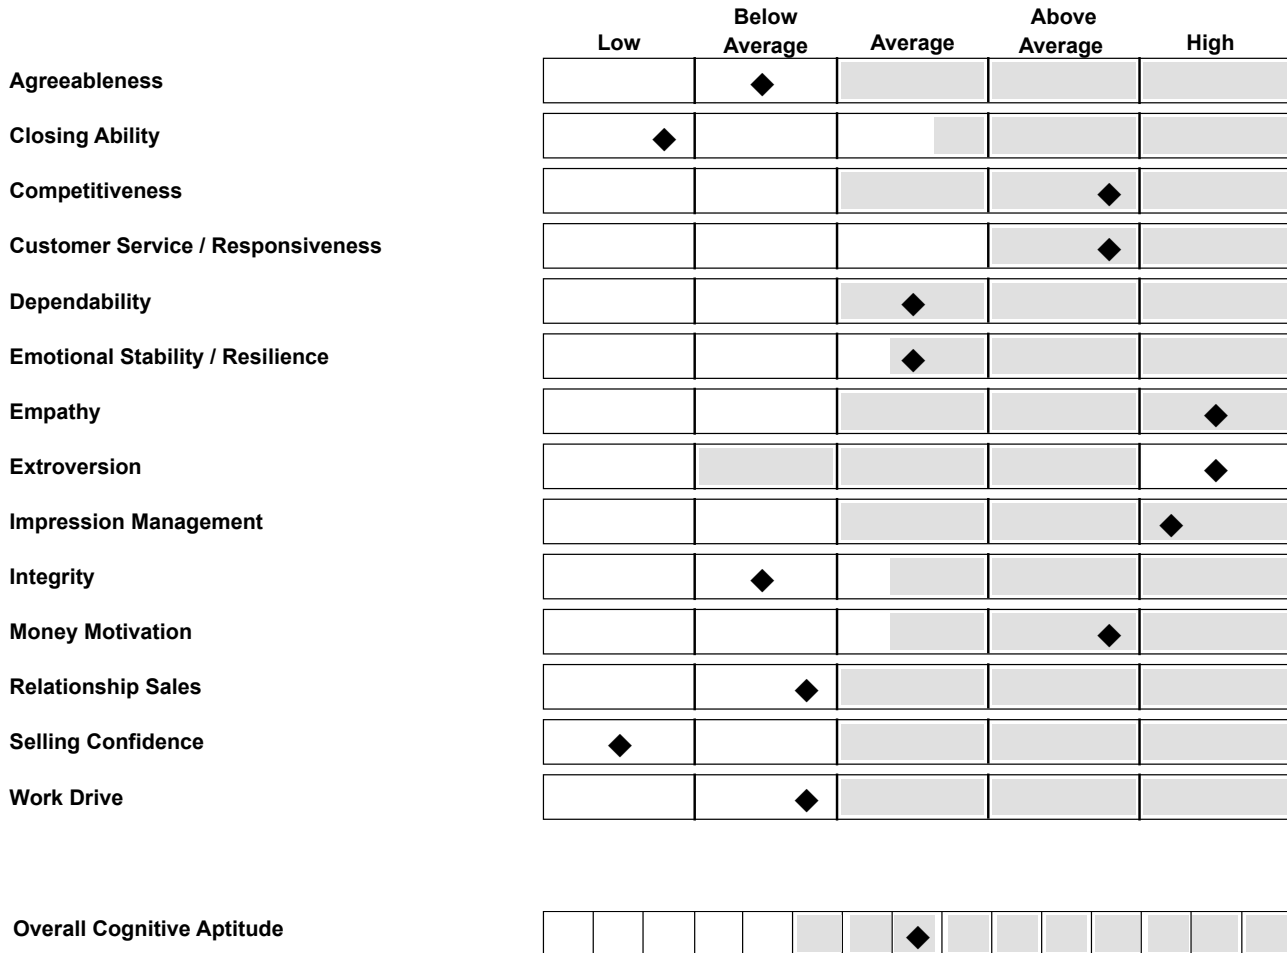 Low
Below
Average
Average
Above
Average
High
Agreeableness
Closing Ability
Competitiveness
Customer Service / Responsiveness
Dependability
Emotional Stability / Resilience
Empathy
Extroversion
Impression Management
Integrity
Money Motivation
Relationship Sales
Selling Confidence
Work Drive
Overall Cognitive Aptitude